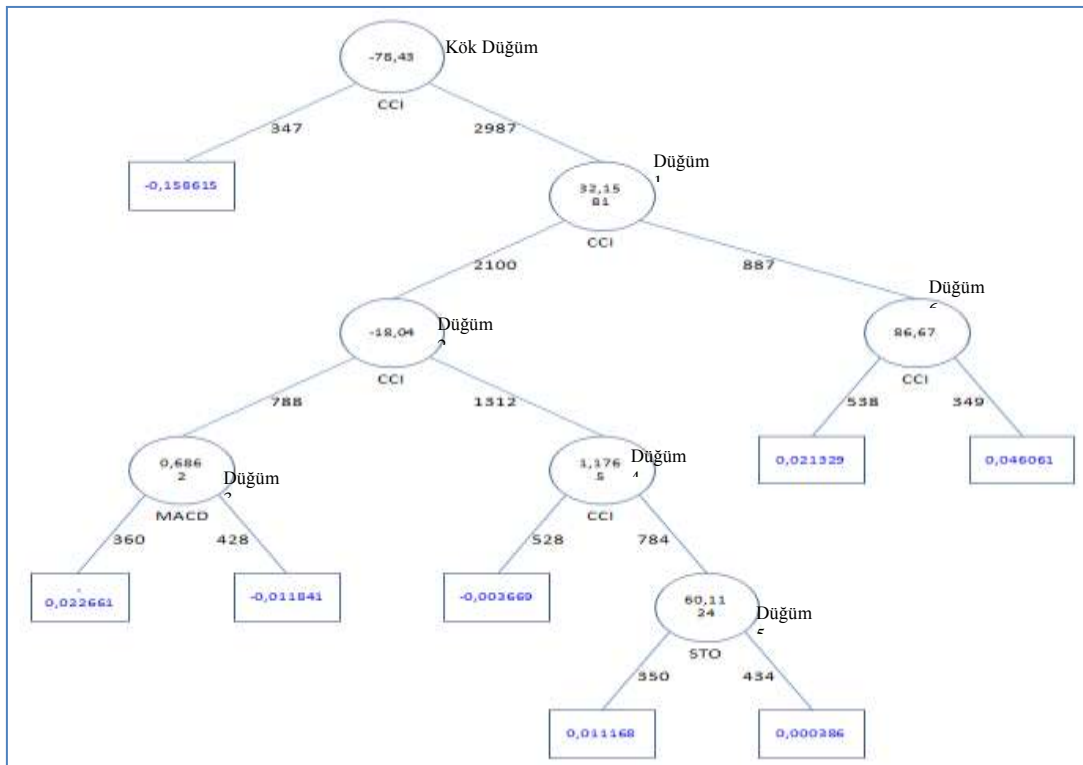 -78,43
Kök Düğüm
CCI
347
2987
-0,158615
32,15
81
Düğüm
1
CCI
2100
887
-18,04
Düğüm
CCI
86,67
Düğüm
CCI
788
1312
538
349
0,686
2
Düğüm
MACD
1,176
5
Düğüm
4
CCI
0,021329
0,046061
360
428
528
784
-
0,022661
-0,011841
-0,003669
60,11
24
Düğüm
STO
350
434
0,011168
0,000386